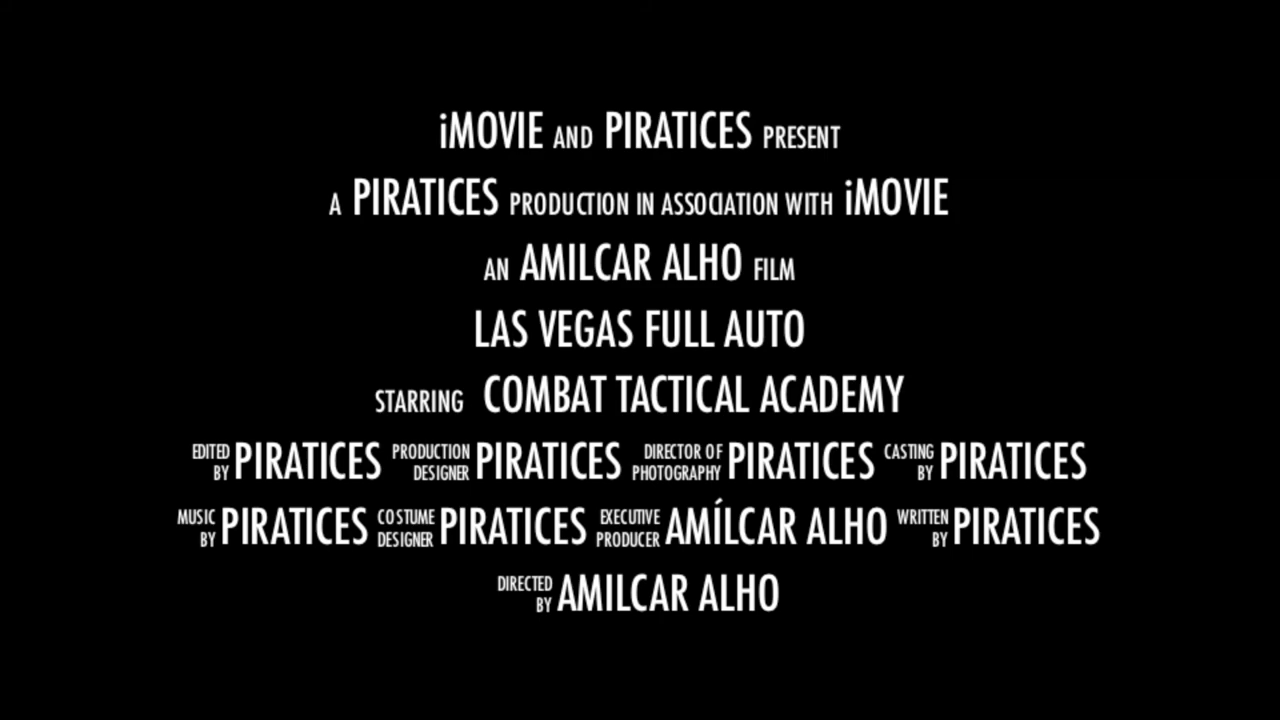 iMOVIE AND PIRATICES PRESENT
A PIRATICES PRODUCTION IN ASSOCIATION WITH iMOVIE
AN AMILCAR ALHO FILM
LAS VEGAS FULL AUTO
STARRING COMBAT TACTICAL ACADEMY
EDITED BY PIRATICES PRODUCTION DESIGNER PIRATICES DIRECTOR OF PHOTOGRAPHY PIRATICES CASTING BY PIRATICES
MUSIC BY PIRATICES COSTUME DESIGNER PIRATICES EXECUTIVE PRODUCER AMÍLCAR ALHO WRITTEN BY PIRATICES
DIRECTED BY AMILCAR ALHO